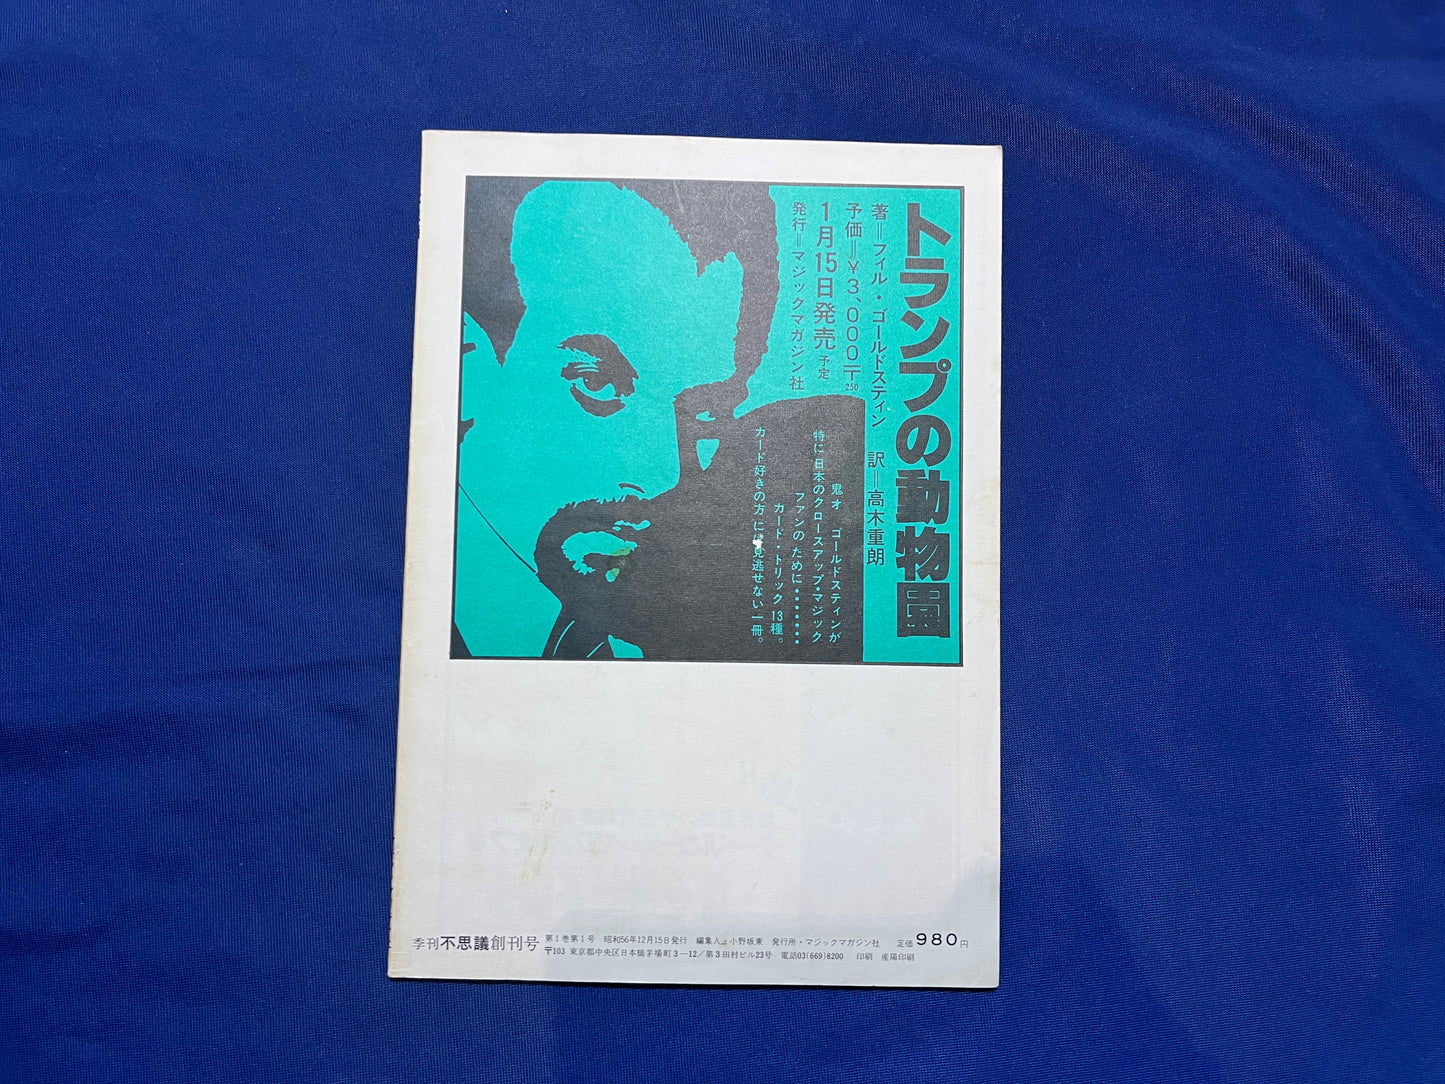 トランプの動物園
著=フィル・ゴールドスティン 訳=高木重朗
予価=¥3、000〒250
1月15日発売予定
発行=マジックマガジン社
鬼才 ゴールドスティンが
特に日本のクロースアップ・マジック
ファンのために………
カード・トリック13種。
カード好きの方には見逃せない一冊。
季刊不思議創刊号 第1巻第1号 昭和56年12月15日発行 編集人・小野坂東 発行所・マジックマガジン社 定価980円
〒103 東京都中央区日本橋茅場町3―12/第3田村ビル23号 電話03(669)8200 印刷 産陽印刷